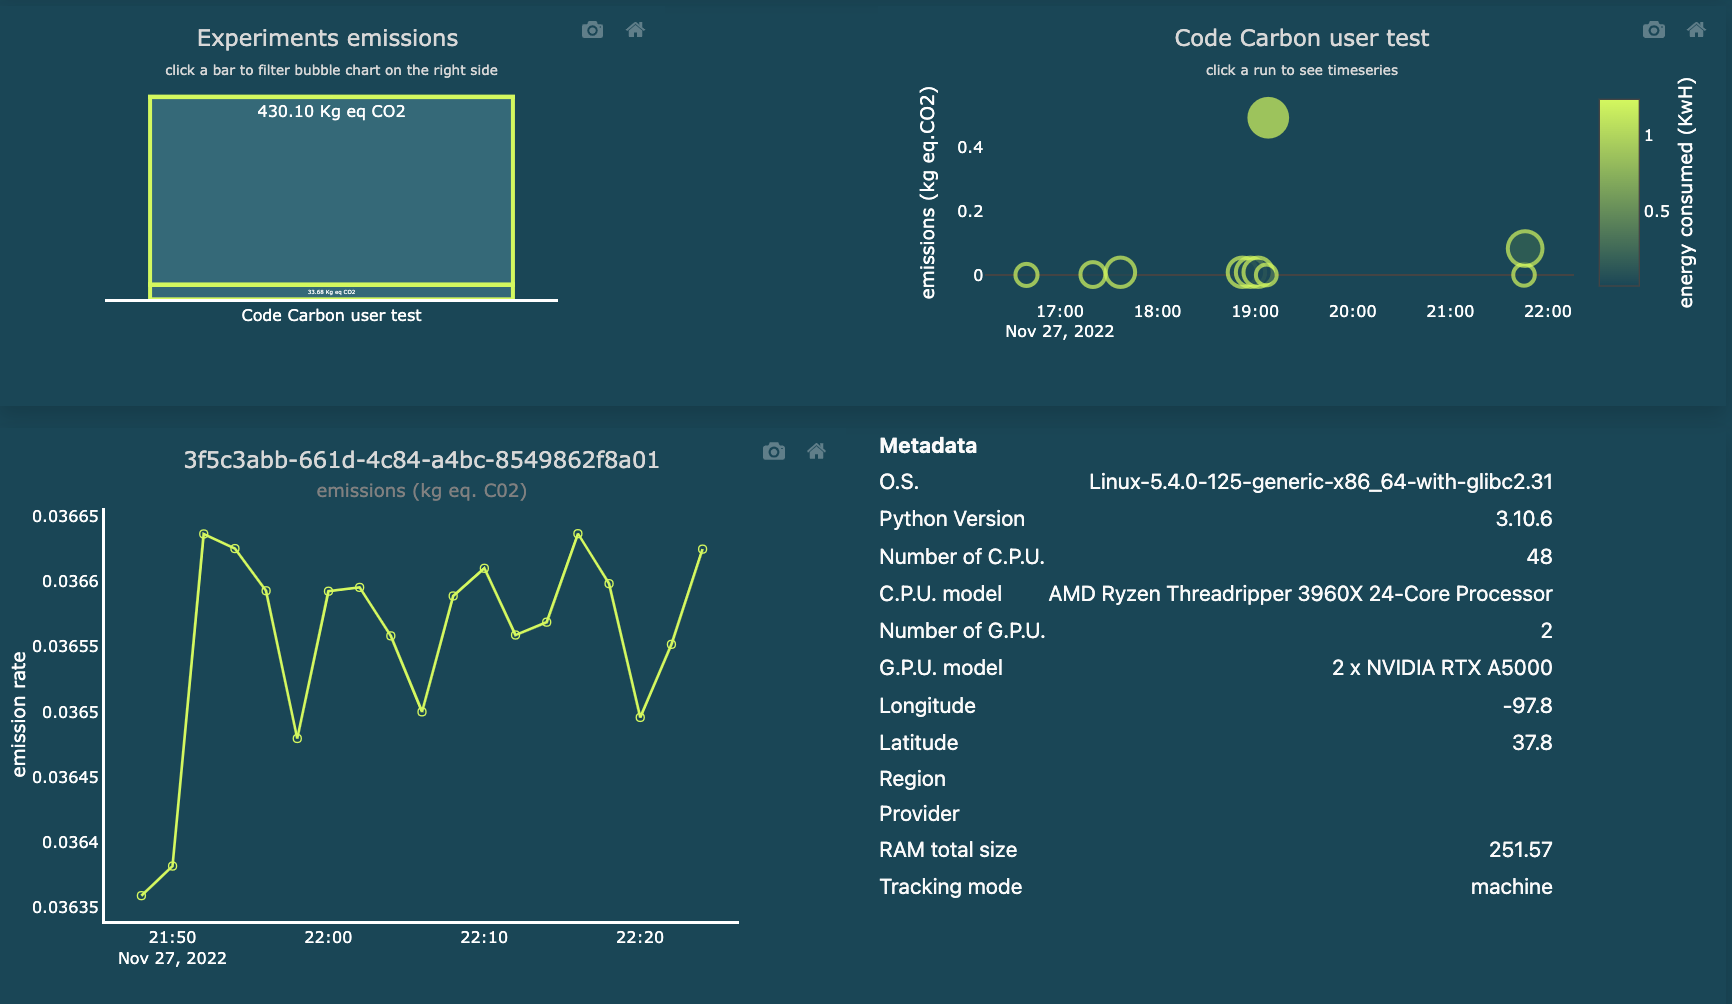 Experiments emissions
click a bar to filter bubble chart on the right side
430.10 Kg eq CO2
33.68 Kg eq CO2
Code Carbon user test
Code Carbon user test
click a run to see timeseries
emissions (kg eq.CO2)
0.4
0.2
0
17:00 18:00 19:00 20:00 21:00 22:00
Nov 27, 2022
1
0.5
energy consumed (KwH)
3f5c3abb-661d-4c84-a4bc-8549862f8a01
emissions (kg eq. C02)
emission rate
0.03665
0.0366
0.03655
0.0365
0.03645
0.0364
0.03635
21:50 22:00 22:10 22:20
Nov 27, 2022
Metadata
O.S. Linux-5.4.0-125-generic-x86_64-with-glibc2.31
Python Version 3.10.6
Number of C.P.U. 48
C.P.U. model AMD Ryzen Threadripper 3960X 24-Core Processor
Number of G.P.U. 2
G.P.U. model 2 x NVIDIA RTX A5000
Longitude -97.8
Latitude 37.8
Region
Provider
RAM total size 251.57
Tracking mode machine